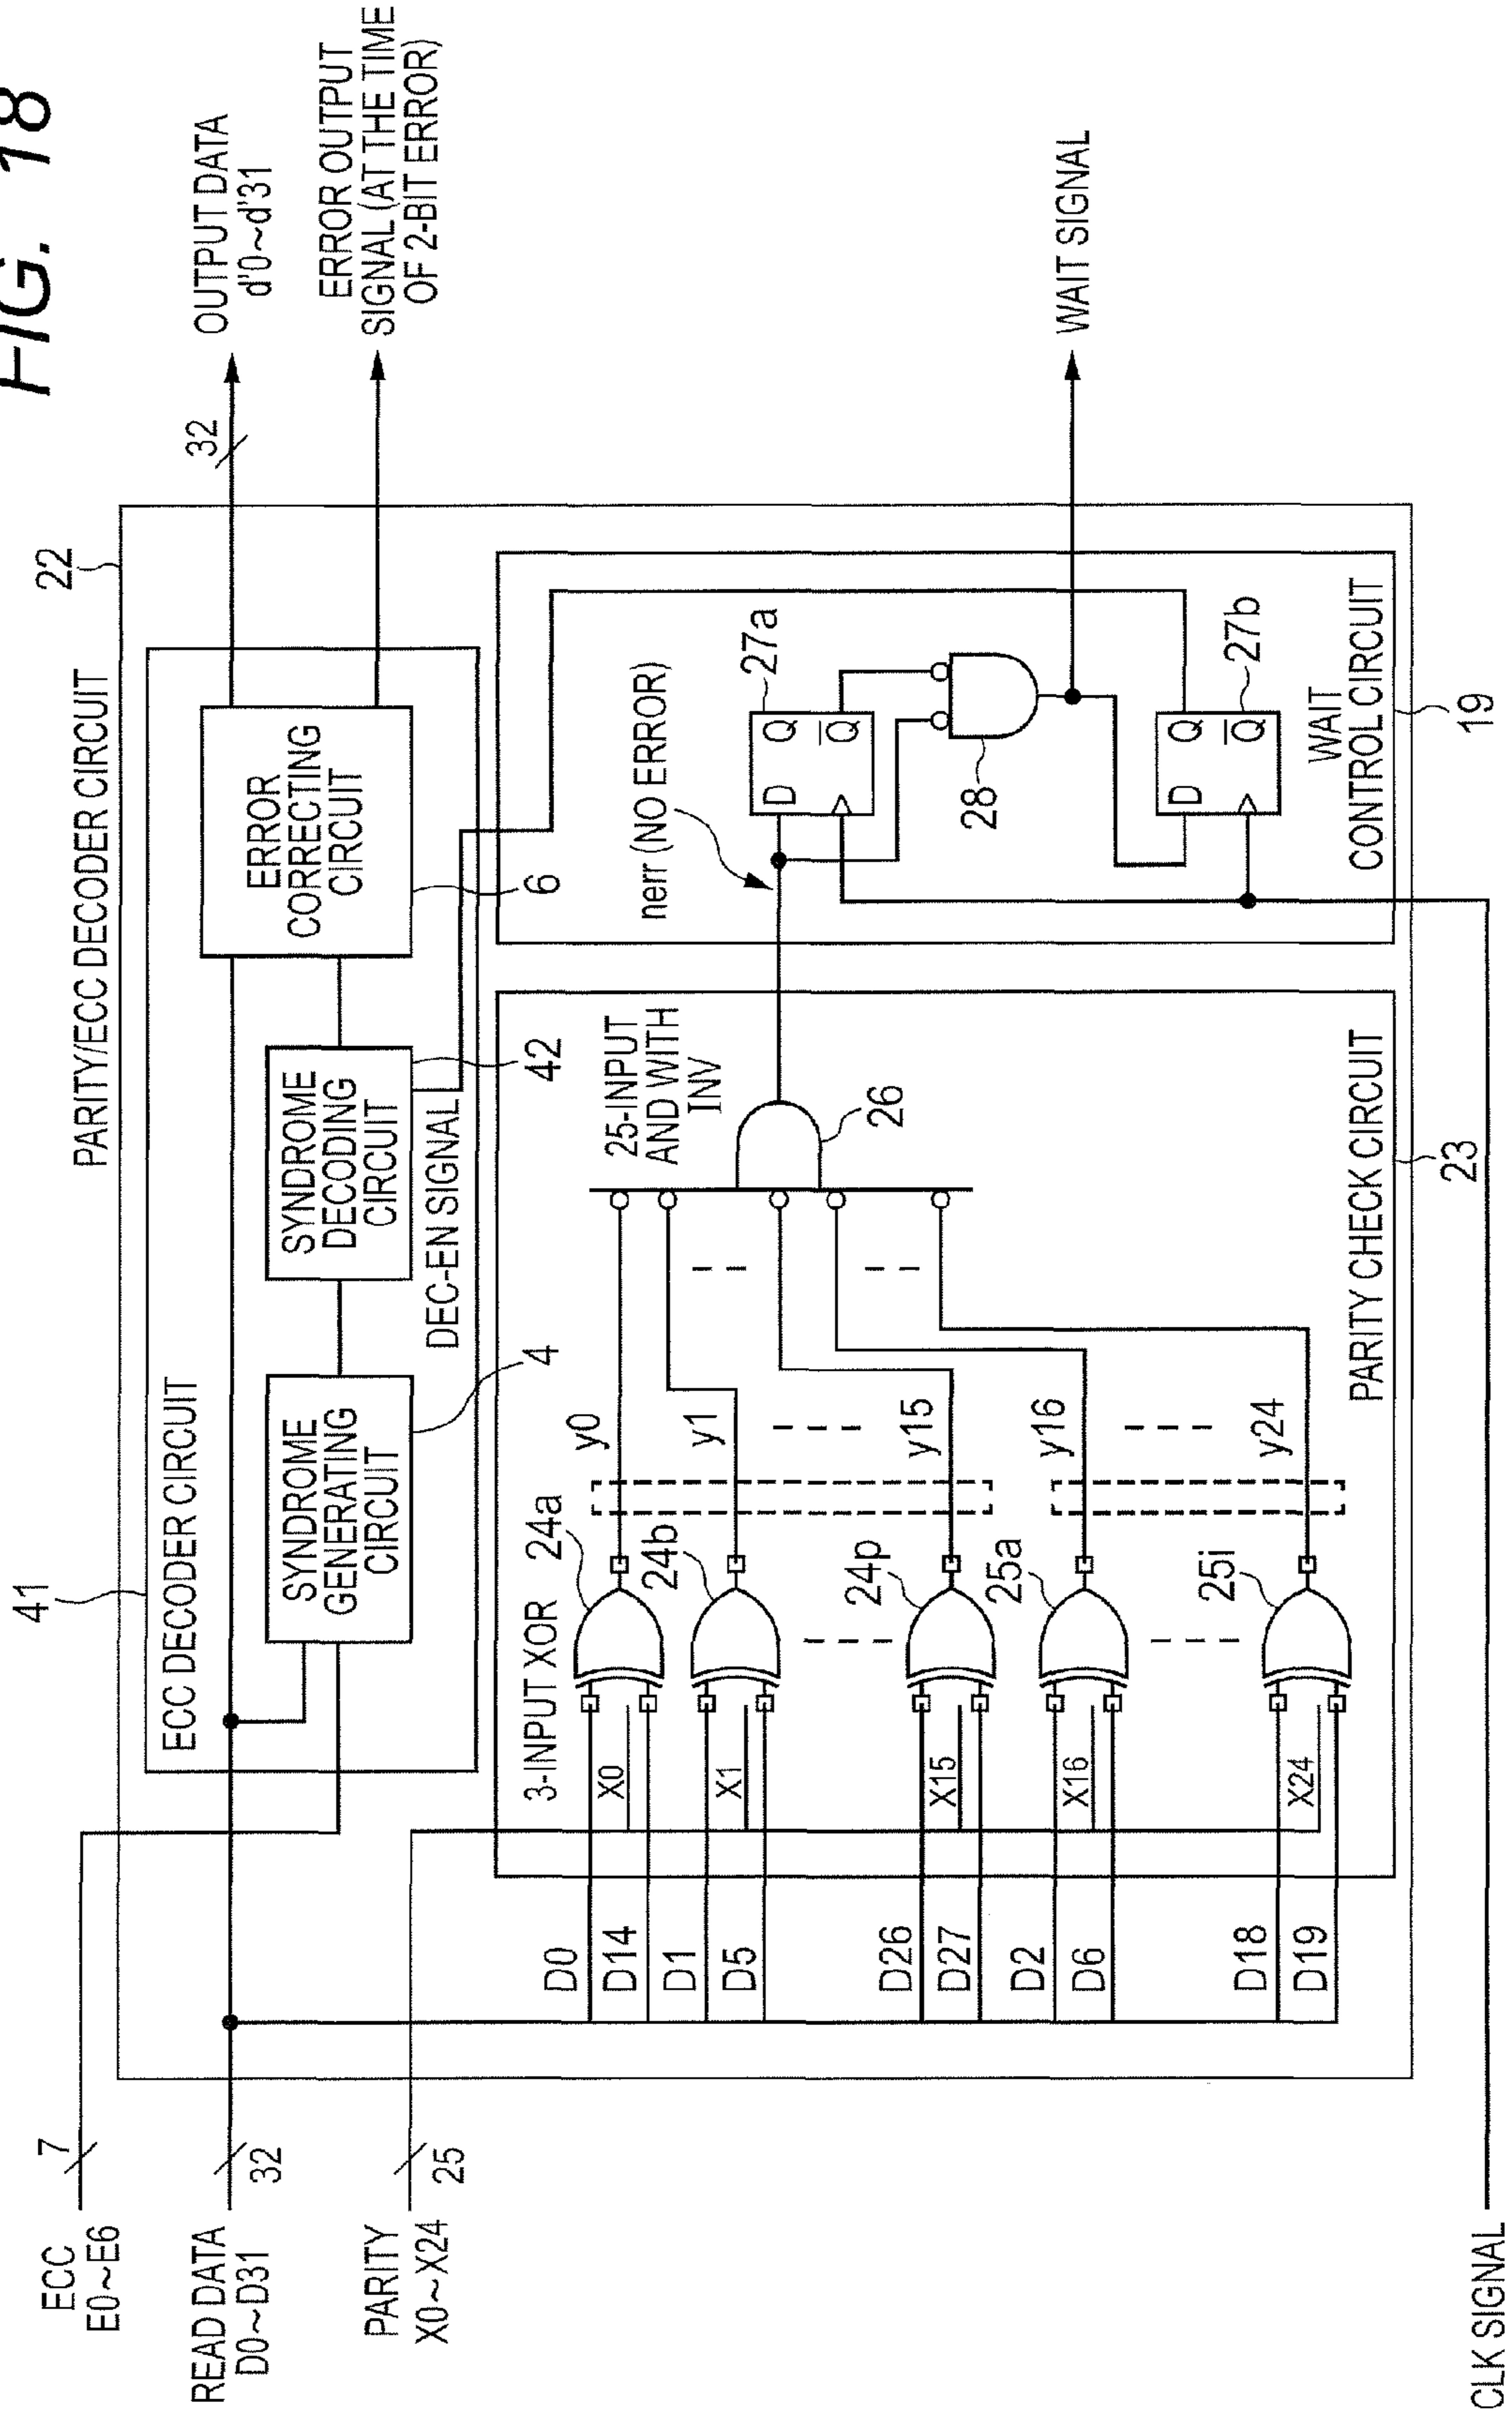 FIG. 18
ECC
E0~E6
7
READ DATA
D0~D31
32
PARITY
X0~X24
25
CLK SIGNAL
PARITY/ECC DECODER CIRCUIT
22
41
ECC DECODER CIRCUIT
SYNDROME
GENERATING
CIRCUIT
4
SYNDROME
DECODING
CIRCUIT
42
DEC-EN SIGNAL
ERROR
CORRECTING
CIRCUIT
6
32
OUTPUT DATA
d'0~d'31
ERROR OUTPUT
SIGNAL (AT THE TIME
OF 2-BIT ERROR)
3-INPUT XOR
D0
X0
D14
24a
y0
D1
X1
D5
24b
y1
D26
X15
D27
24p
y15
D2
X16
D6
25a
y16
D18
X24
D19
25i
y24
25-INPUT
AND WITH
INV
26
PARITY CHECK CIRCUIT
23
nerr (NO ERROR)
D
Q
Q
27a
28
D
Q
Q
27b
WAIT
CONTROL CIRCUIT
19
WAIT SIGNAL